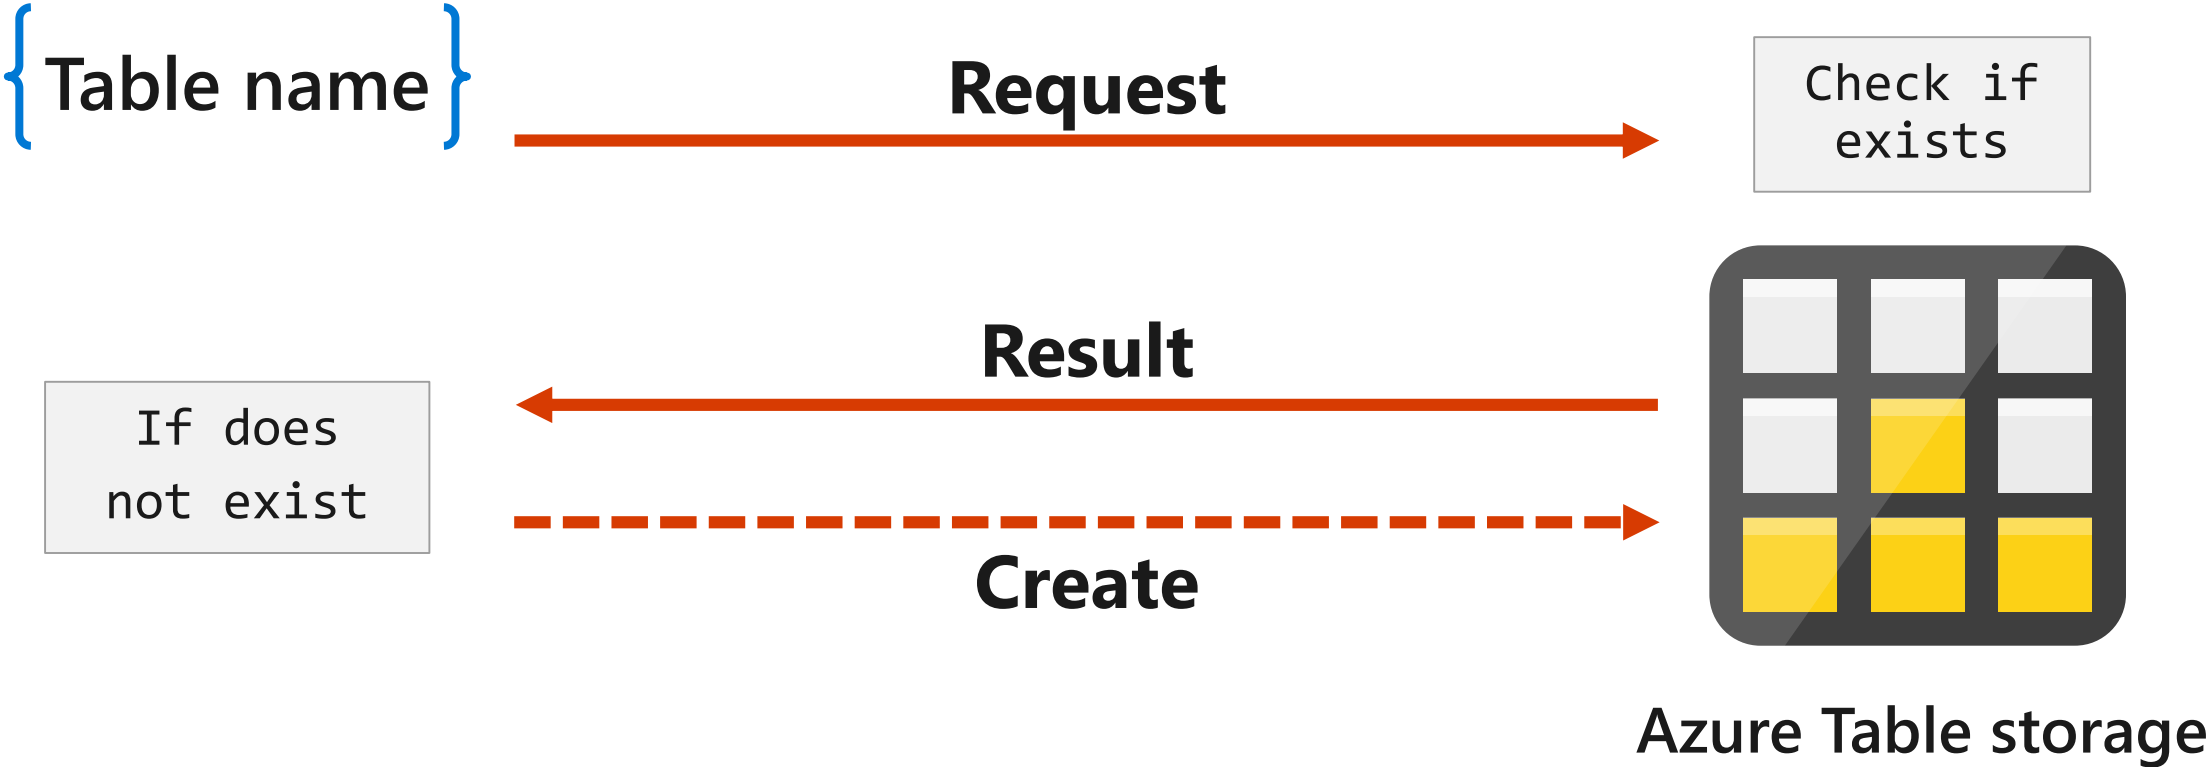 {Table name}
Request
Check if
exists
Result
If does
not exist
Create
Azure Table storage